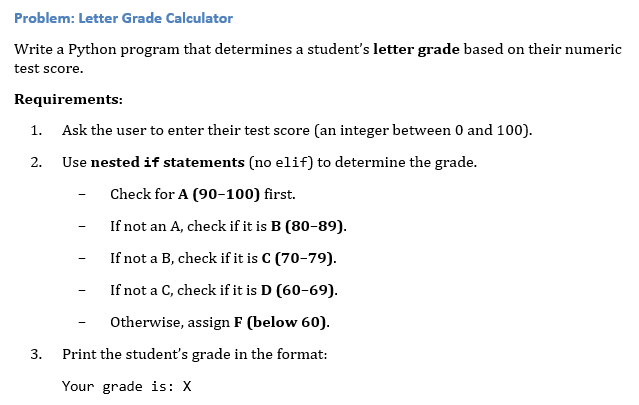 Problem: Letter Grade Calculator
Write a Python program that determines a student's letter grade based on their numeric
test score.
Requirements:
1. Ask the user to enter their test score (an integer between 0 and 100).
2. Use nested if statements (no elif) to determine the grade.
– Check for A (90–100) first.
– If not an A, check if it is B (80–89).
– If not a B, check if it is C (70–79).
– If not a C, check if it is D (60–69).
– Otherwise, assign F (below 60).
3. Print the student's grade in the format:
Your grade is: X